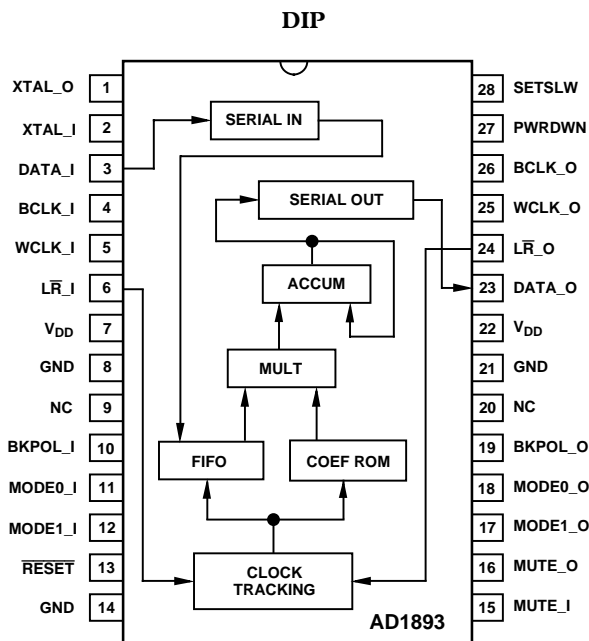 DIP
XTAL_O 1
XTAL_I 2
DATA_I 3
BCLK_I 4
WCLK_I 5
LR̅_I 6
VDD 7
GND 8
NC 9
BKPOL_I 10
MODE0_I 11
MODE1_I 12
R̅E̅S̅E̅T̅ 13
GND 14
SERIAL IN
SERIAL OUT
ACCUM
MULT
FIFO
COEF ROM
CLOCK
TRACKING
AD1893
28 SETSLW
27 PWRDWN
26 BCLK_O
25 WCLK_O
24 LR̅_O
23 DATA_O
22 VDD
21 GND
20 NC
19 BKPOL_O
18 MODE0_O
17 MODE1_O
16 MUTE_O
15 MUTE_I